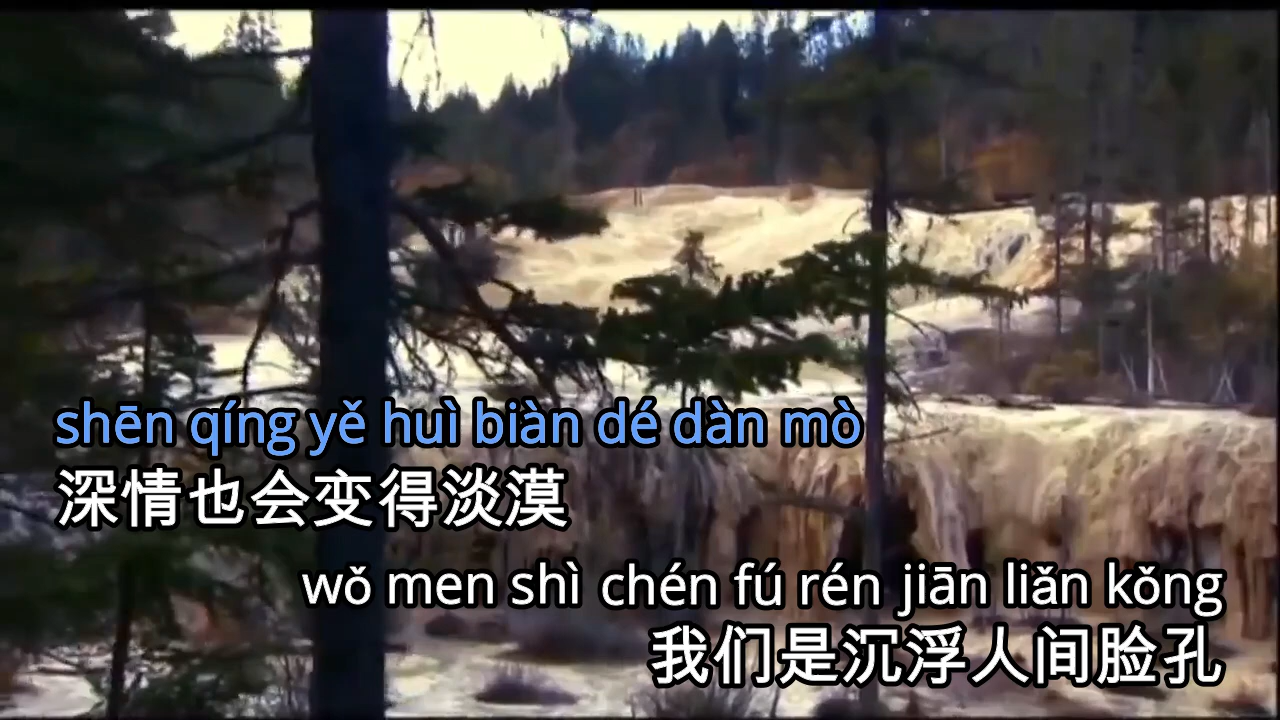 shēn qíng yě huì biàn dé dàn mò
深情也会变得淡漠
wǒ men shì chén fú rén jiān liǎn kǒng
我们是沉浮人间脸孔